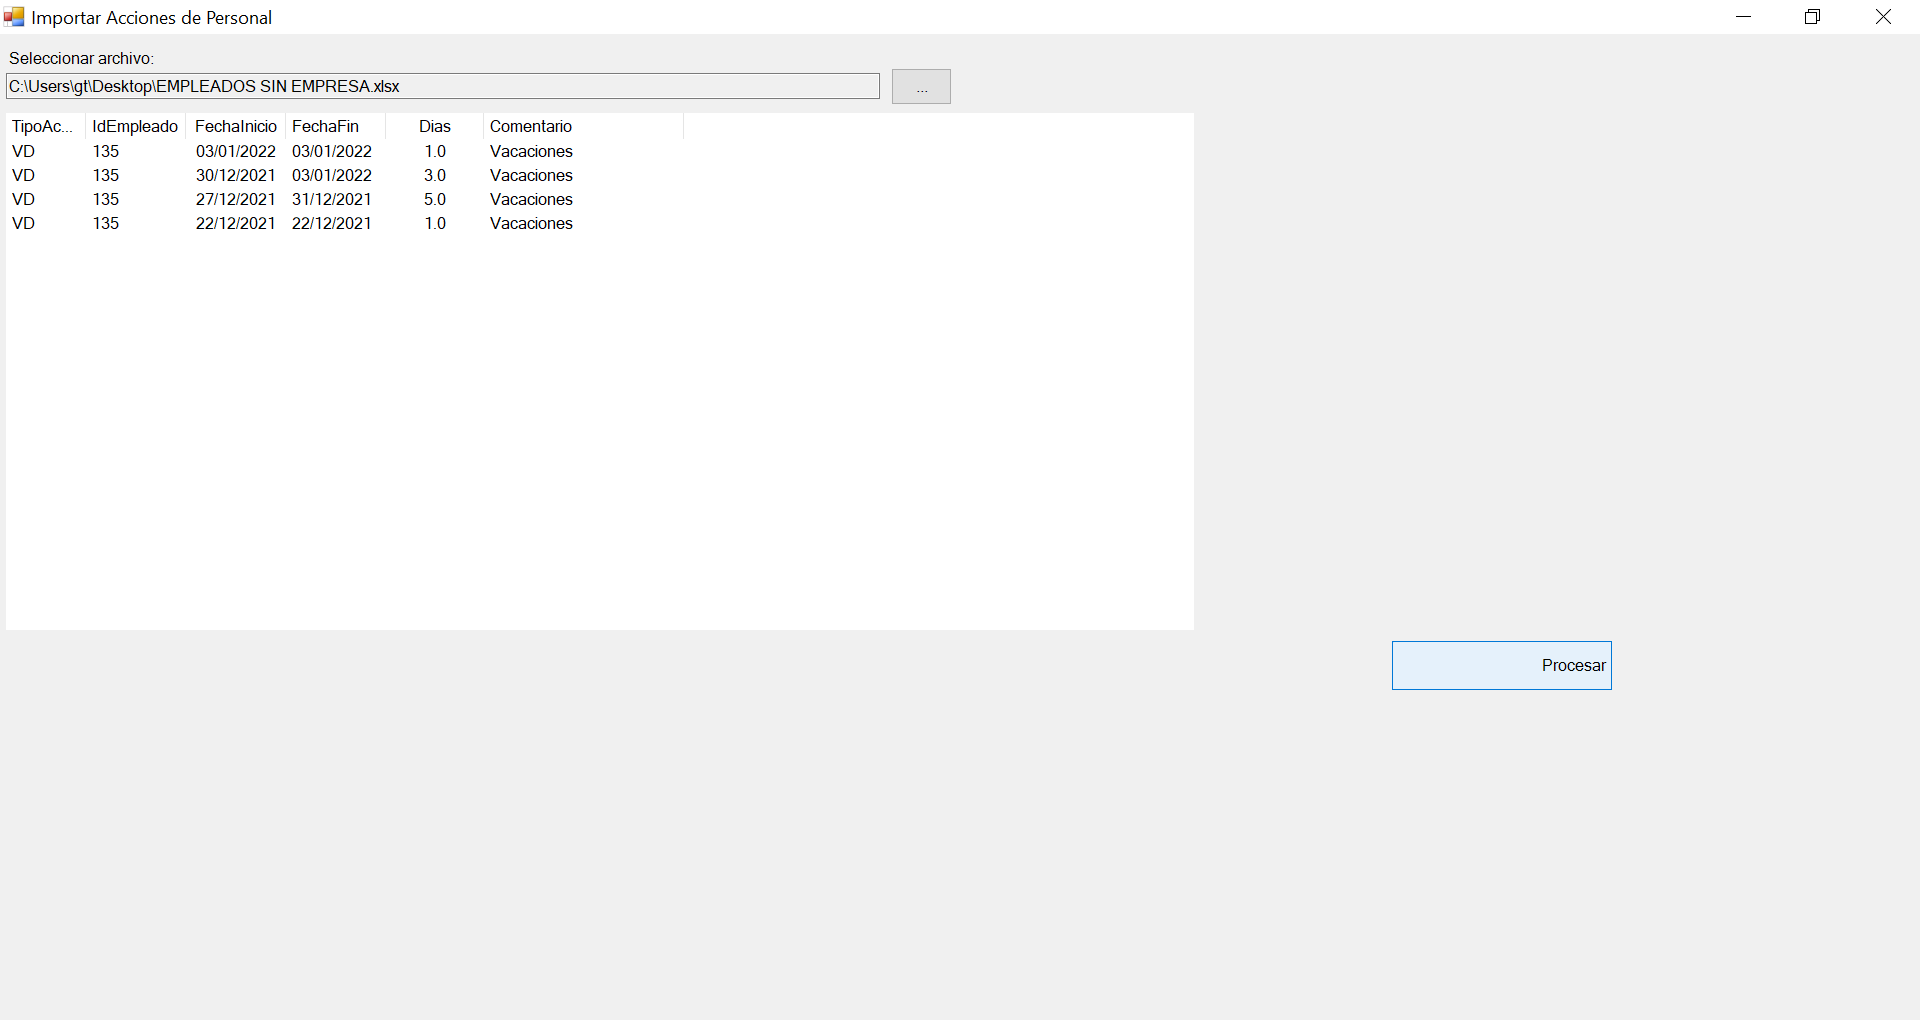 Importar Acciones de Personal
Seleccionar archivo:
C:\Users\gt\Desktop\EMPLEADOS SIN EMPRESA.xlsx ...
TipoAc... IdEmpleado FechaInicio FechaFin Dias Comentario
VD 135 03/01/2022 03/01/2022 1.0 Vacaciones
VD 135 30/12/2021 03/01/2022 3.0 Vacaciones
VD 135 27/12/2021 31/12/2021 5.0 Vacaciones
VD 135 22/12/2021 22/12/2021 1.0 Vacaciones
Procesar